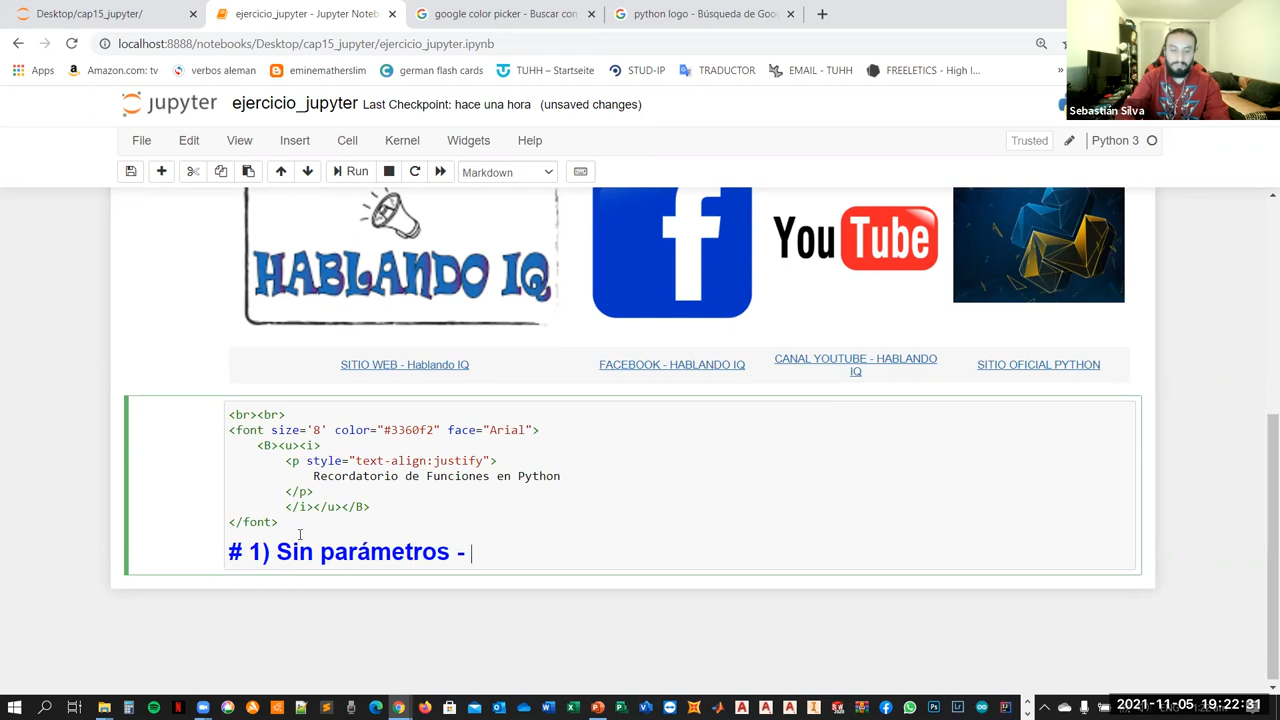 Desktop/cap15_jupyter/
ejercicio_jupyter - Jupyter Noteb
google color picker - Buscar con
python logo - Búsqueda de Goog
localhost:8888/notebooks/Desktop/cap15_jupyter/ejercicio_jupyter.ipynb
Apps
Amazon.com: tv
verbos aleman
eminematherslim
german flash cards
TUHH – Startseite
STUD-IP
TRADUCTOR
EMAIL - TUHH
FREELETICS - High I...
Sebastián Silva
jupyter ejercicio_jupyter Last Checkpoint: hace una hora (unsaved changes)
File Edit View Insert Cell Kernel Widgets Help
Trusted
Python 3
Run
Markdown
HABLANDO IQ
f
You Tube
SITIO WEB - Hablando IQ
FACEBOOK - HABLANDO IQ
CANAL YOUTUBE - HABLANDO
IQ
SITIO OFICIAL PYTHON
<br><br>
<font size='8' color="#3360f2" face="Arial">
<B><u><i>
<p style="text-align:justify">
Recordatorio de Funciones en Python
</p>
</i></u></B>
</font>
# 1) Sin parámetros -
2021-11-05 19:22:31